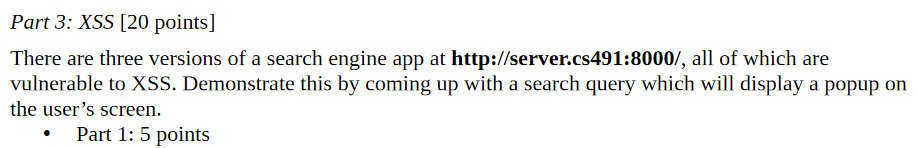 Part 3: XSS [20 points]
There are three versions of a search engine app at http://server.cs491:8000/, all of which are
vulnerable to XSS. Demonstrate this by coming up with a search query which will display a popup on
the user’s screen.
• Part 1: 5 points